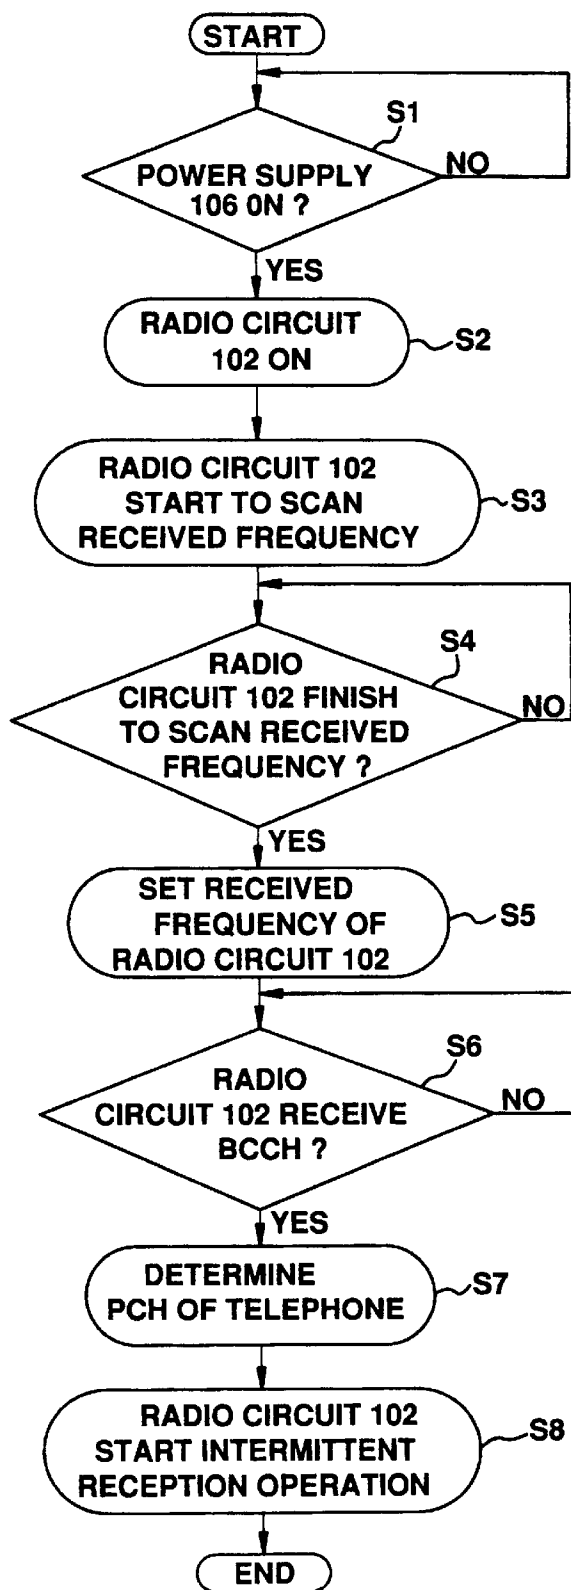 START
S1
POWER SUPPLY
106 0N ?
NO
YES
RADIO CIRCUIT
102 ON
S2
RADIO CIRCUIT 102
START TO SCAN
RECEIVED FREQUENCY
S3
S4
RADIO
CIRCUIT 102 FINISH
TO SCAN RECEIVED
FREQUENCY ?
NO
YES
SET RECEIVED
FREQUENCY OF
RADIO CIRCUIT 102
S5
S6
RADIO
CIRCUIT 102 RECEIVE
BCCH ?
NO
YES
DETERMINE
PCH OF TELEPHONE
S7
RADIO CIRCUIT 102
START INTERMITTENT
RECEPTION OPERATION
S8
END